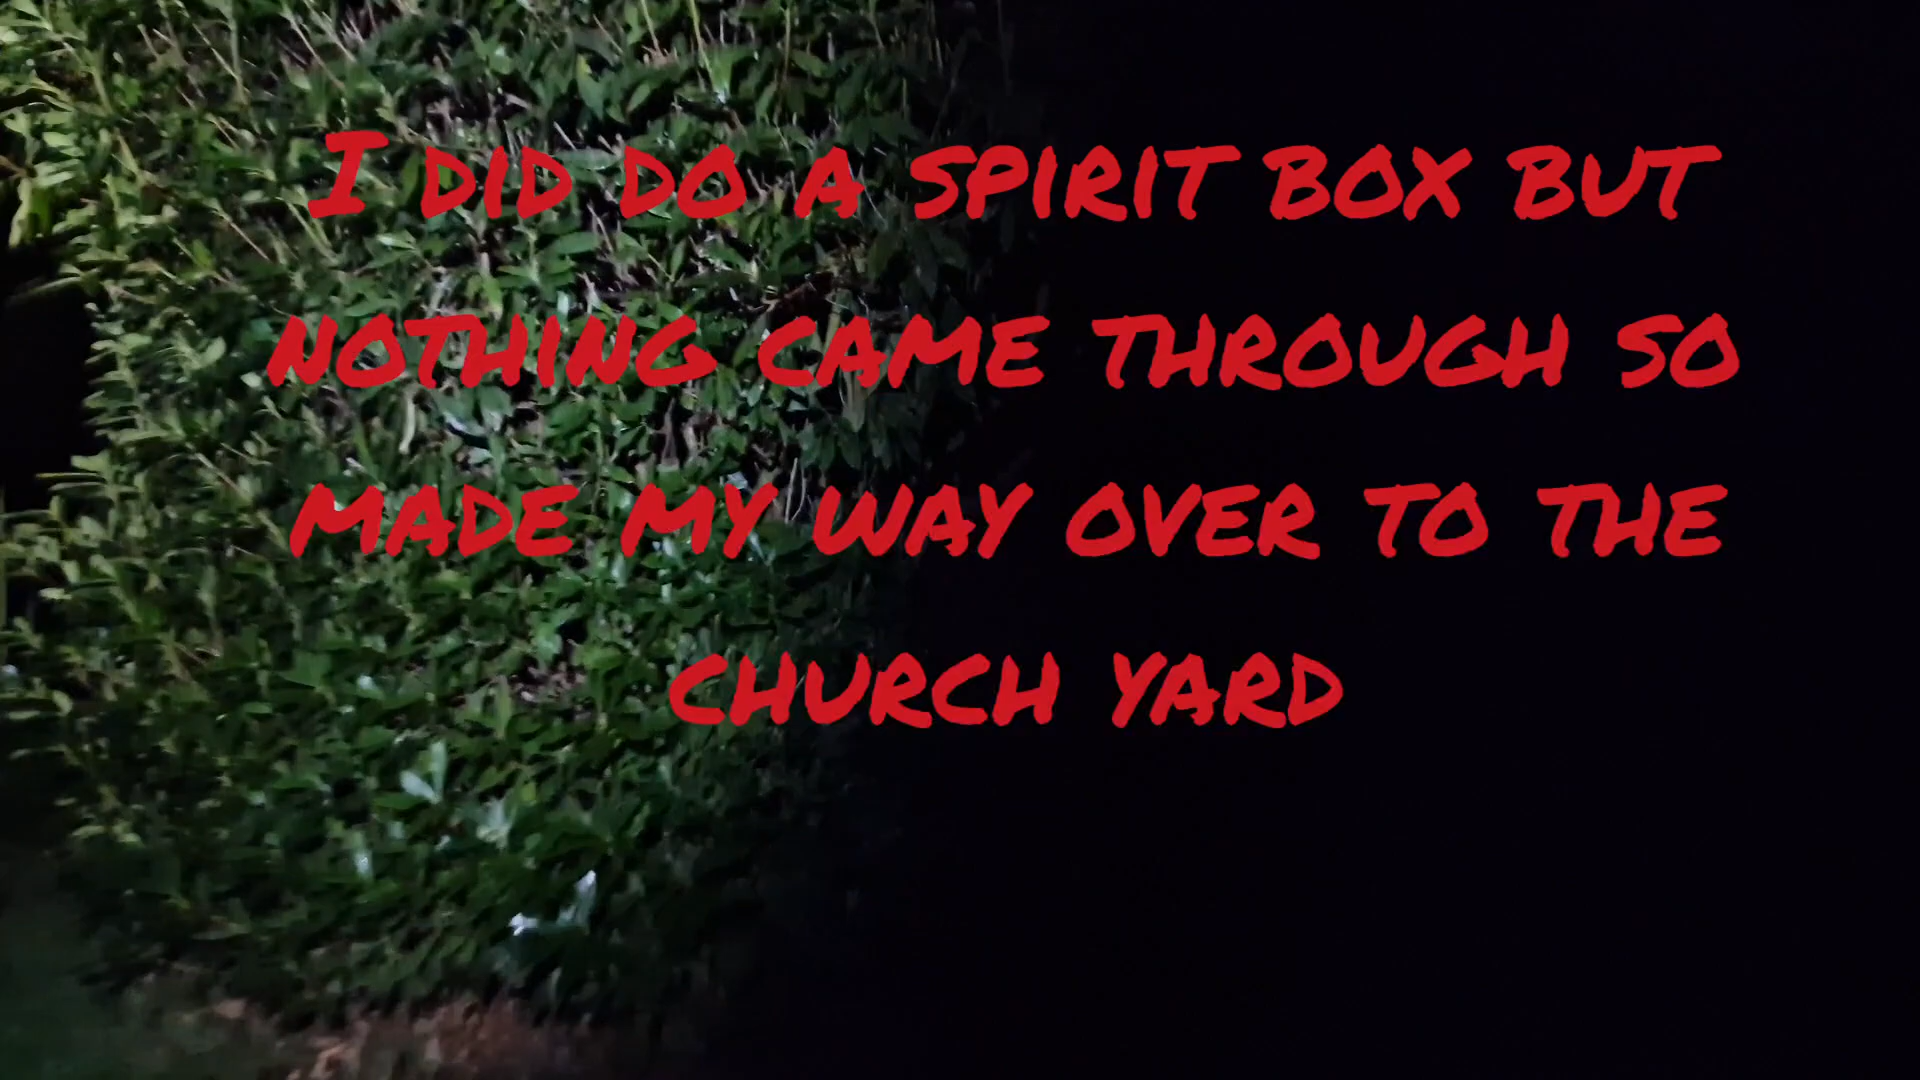 I DID DO A SPIRIT BOX BUT
NOTHING CAME THROUGH SO
MADE MY WAY OVER TO THE
CHURCH YARD